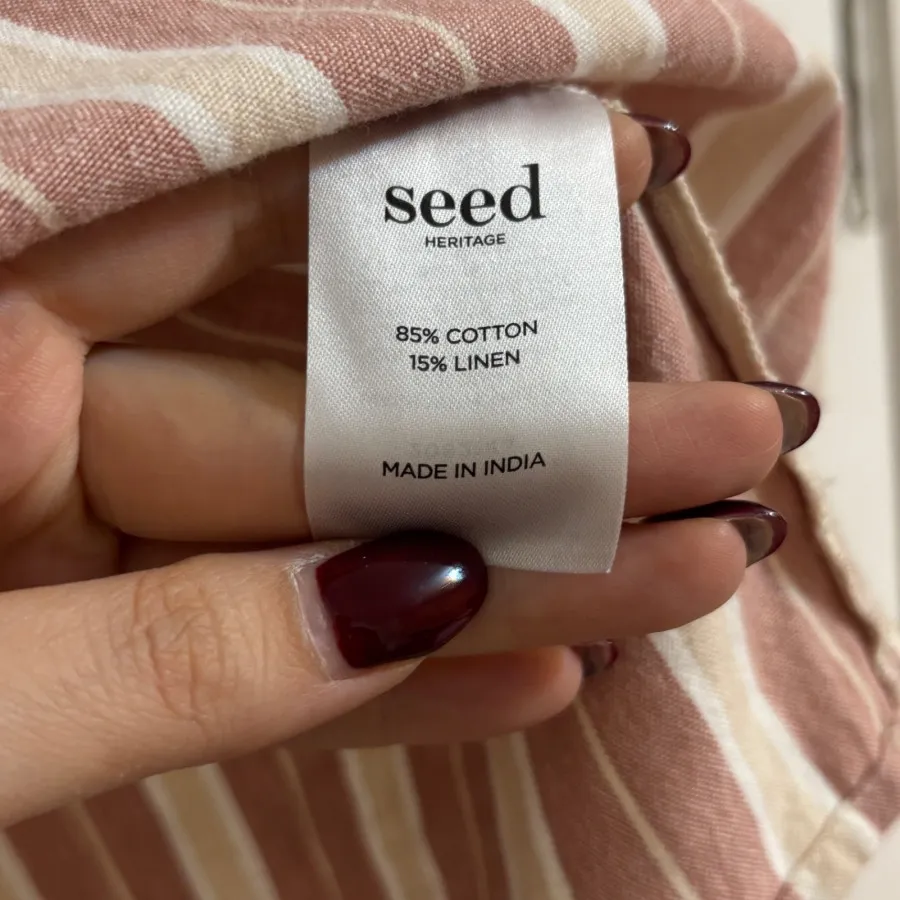 seed
HERITAGE
85% COTTON
15% LINEN
MADE IN INDIA